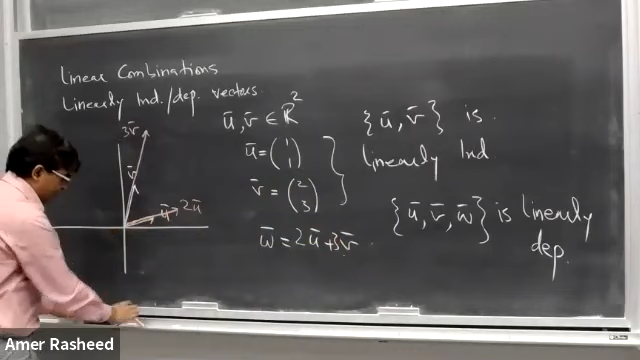 Linear Combinations
Linearly Ind./dep. vectors.
3v̄
v̄
ū
2ū
ū, v̄ ∈ ℝ²
ū = (1 1)
v̄ = (2 3)
w̄ = 2ū + 3v̄.
{ū, v̄} is
linearly Ind
{ū, v̄, w̄} is linearly
dep.
Amer Rasheed